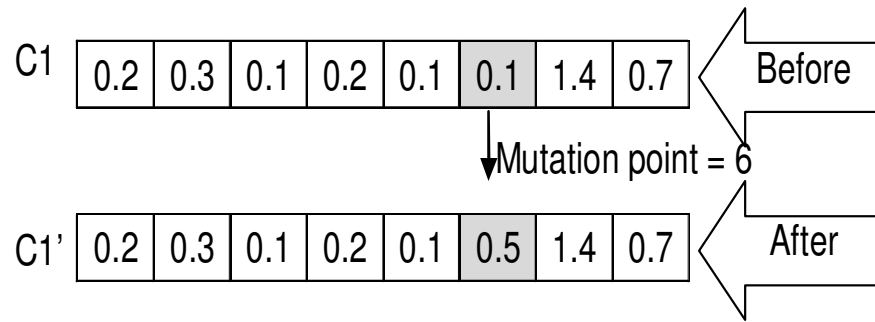 C1 0.2 0.3 0.1 0.2 0.1 0.1 1.4 0.7 Before
Mutation point = 6
C1' 0.2 0.3 0.1 0.2 0.1 0.5 1.4 0.7 After